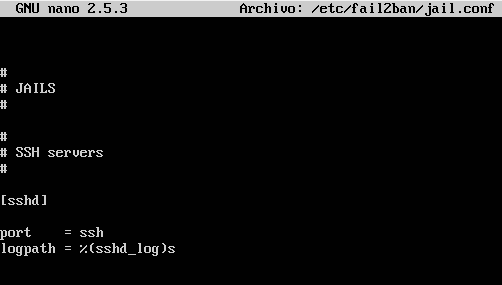 GNU nano 2.5.3 Archivo: /etc/fail2ban/jail.conf
#
# JAILS
#
#
# SSH servers
#
[sshd]
port    = ssh
logpath = %(sshd_log)s